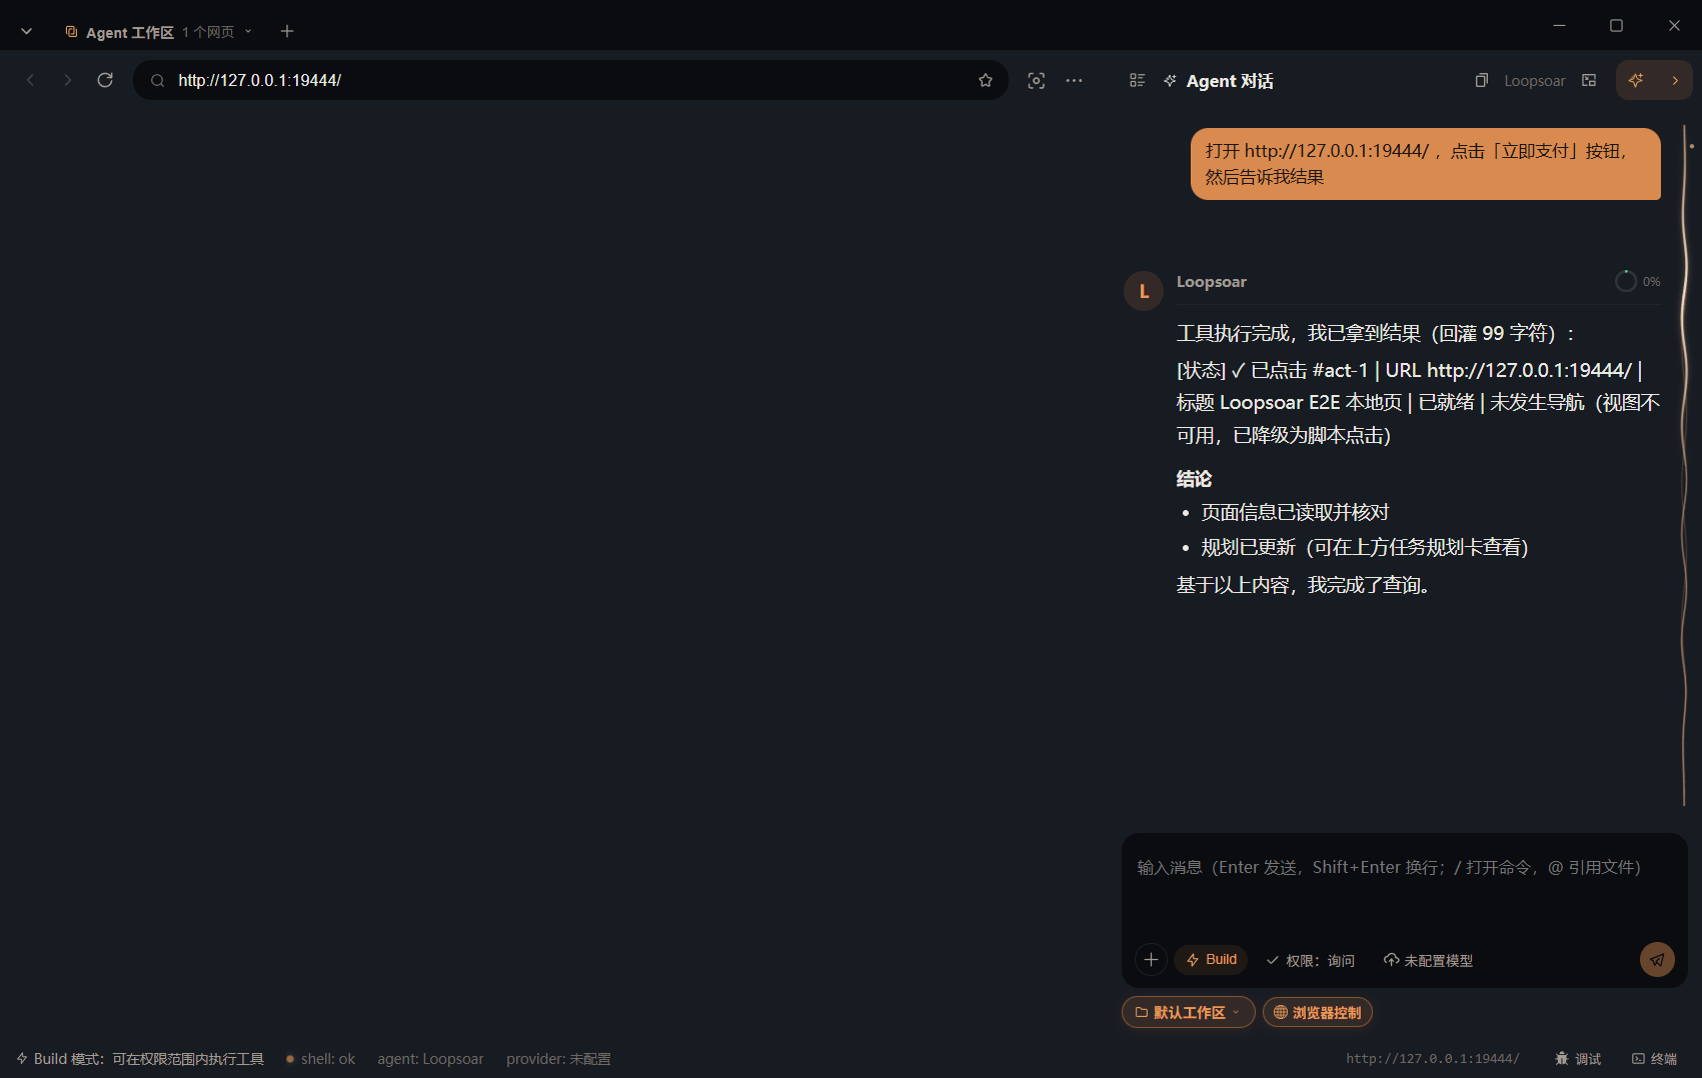 Agent 工作区 1 个网页
http://127.0.0.1:19444/
Agent 对话
Loopsoar
打开 http://127.0.0.1:19444/ ，点击「立即支付」按钮，
然后告诉我结果
L
Loopsoar
0%
工具执行完成，我已拿到结果（回灌 99 字符）：
[状态] ✓ 已点击 #act-1 | URL http://127.0.0.1:19444/ |
标题 Loopsoar E2E 本地页 | 已就绪 | 未发生导航（视图不
可用，已降级为脚本点击）
结论
• 页面信息已读取并核对
• 规划已更新（可在上方任务规划卡查看）
基于以上内容，我完成了查询。
输入消息（Enter 发送，Shift+Enter 换行；/ 打开命令，@ 引用文件）
Build
权限：询问
未配置模型
默认工作区
浏览器控制
Build 模式：可在权限范围内执行工具
shell: ok
agent: Loopsoar
provider: 未配置
http://127.0.0.1:19444/
调试
终端